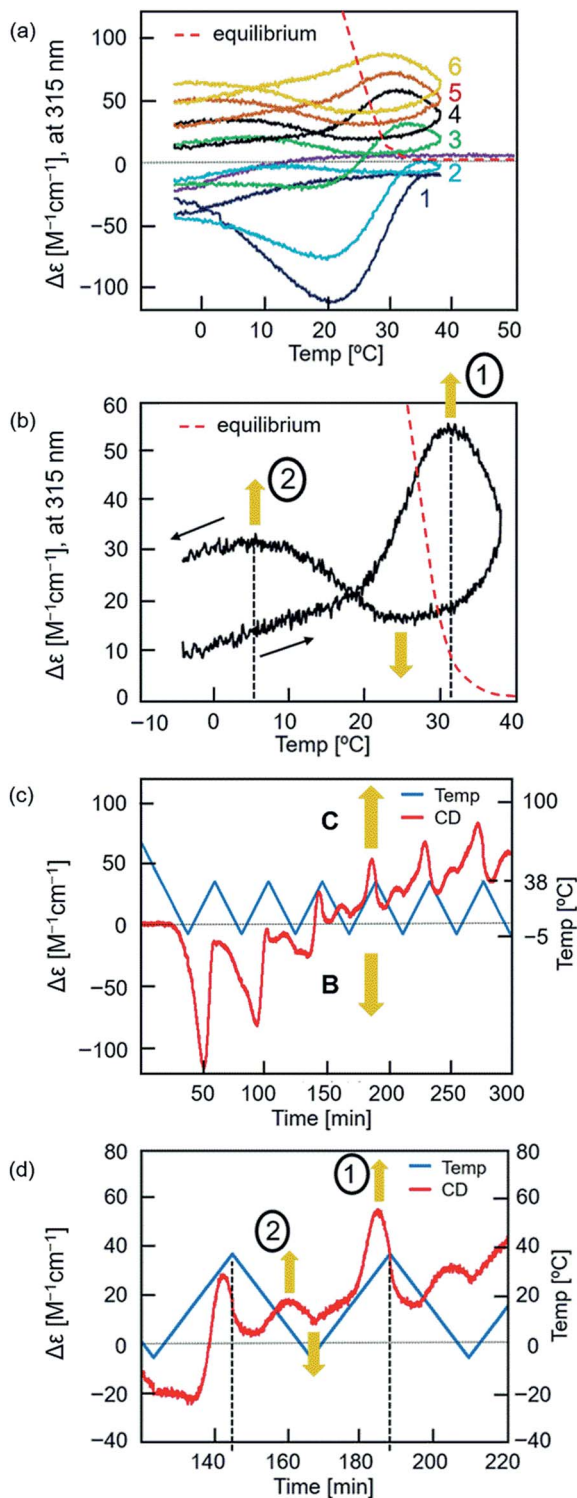 (a)
equilibrium
100
50
0
−50
−100
Δε [M⁻¹cm⁻¹], at 315 nm
6
5
4
3
2
1
0 10 20 30 40 50
Temp [ºC]
(b)
equilibrium
①
②
60
50
40
30
20
10
0
Δε [M⁻¹cm⁻¹], at 315 nm
−10 0 10 20 30 40
Temp [ºC]
(c)
Temp
CD
C
B
100
50
0
−50
−100
Δε [M⁻¹cm⁻¹]
100
38
−5
Temp [ºC]
50 100 150 200 250 300
Time [min]
(d)
Temp
CD
①
②
80
60
40
20
0
−20
−40
Δε [M⁻¹cm⁻¹]
80
60
40
20
0
−20
−40
Temp [ºC]
140 160 180 200 220
Time [min]